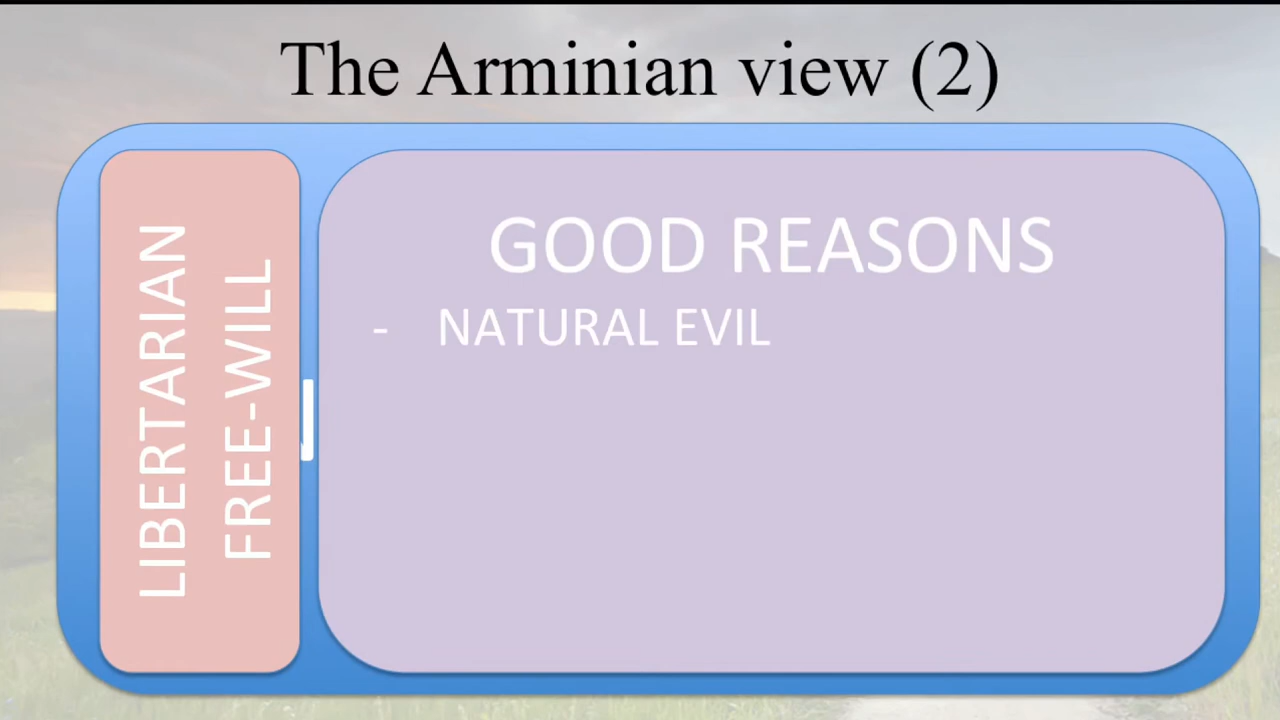 The Arminian view (2)
LIBERTARIAN
FREE-WILL
GOOD REASONS
- NATURAL EVIL